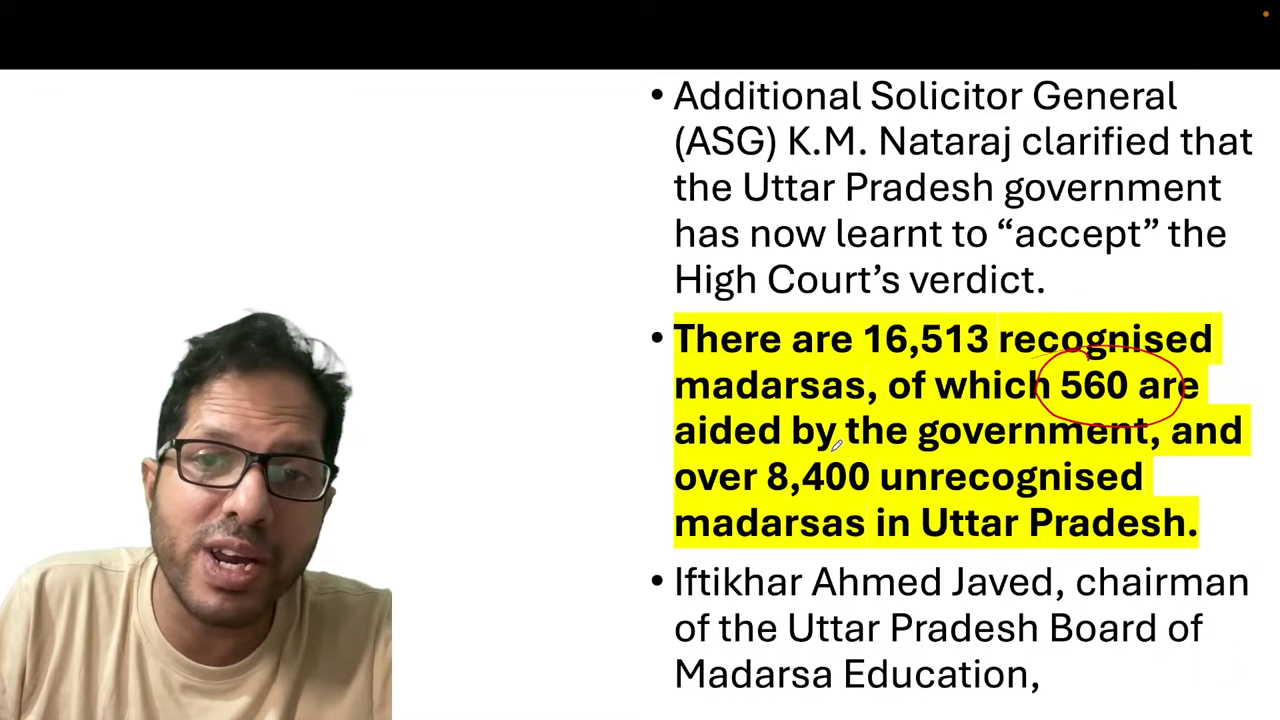 • Additional Solicitor General
(ASG) K.M. Nataraj clarified that
the Uttar Pradesh government
has now learnt to “accept” the
High Court’s verdict.
• There are 16,513 recognised
madarsas, of which 560 are
aided by the government, and
over 8,400 unrecognised
madarsas in Uttar Pradesh.
• Iftikhar Ahmed Javed, chairman
of the Uttar Pradesh Board of
Madarsa Education,